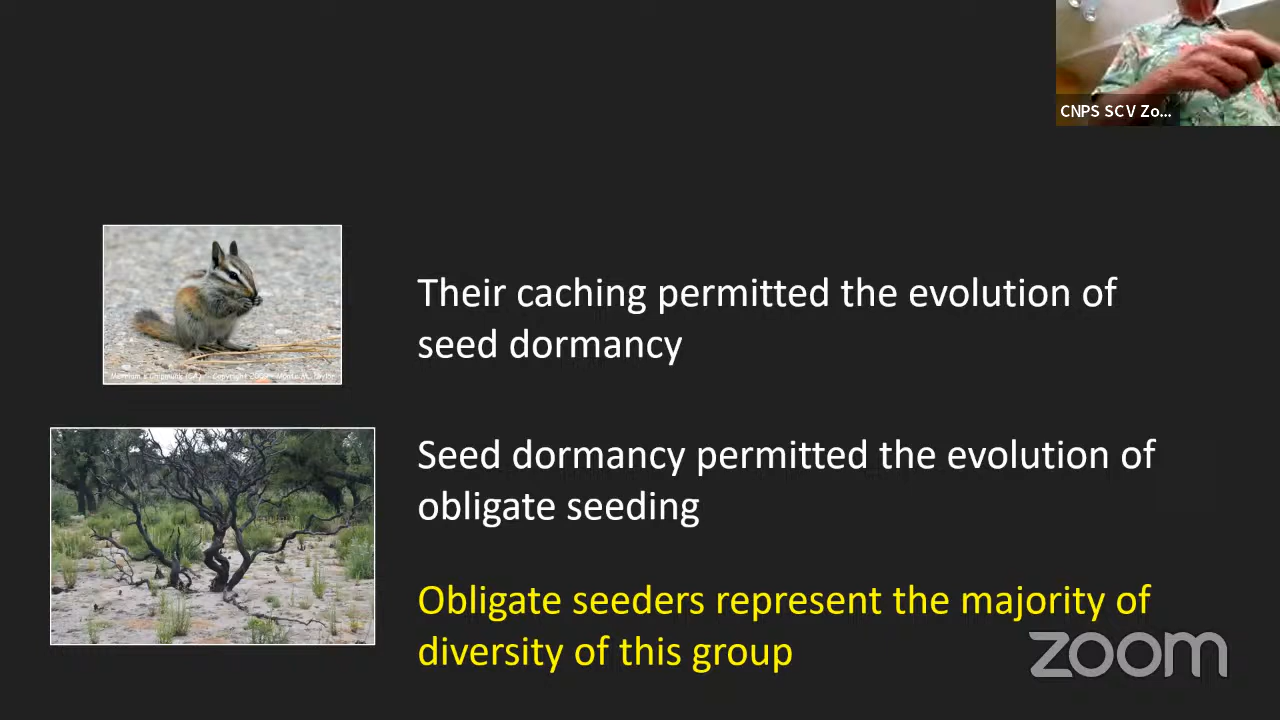 CNPS SCV Zo...
Their caching permitted the evolution of
seed dormancy
Seed dormancy permitted the evolution of
obligate seeding
Obligate seeders represent the majority of
diversity of this group
zoom